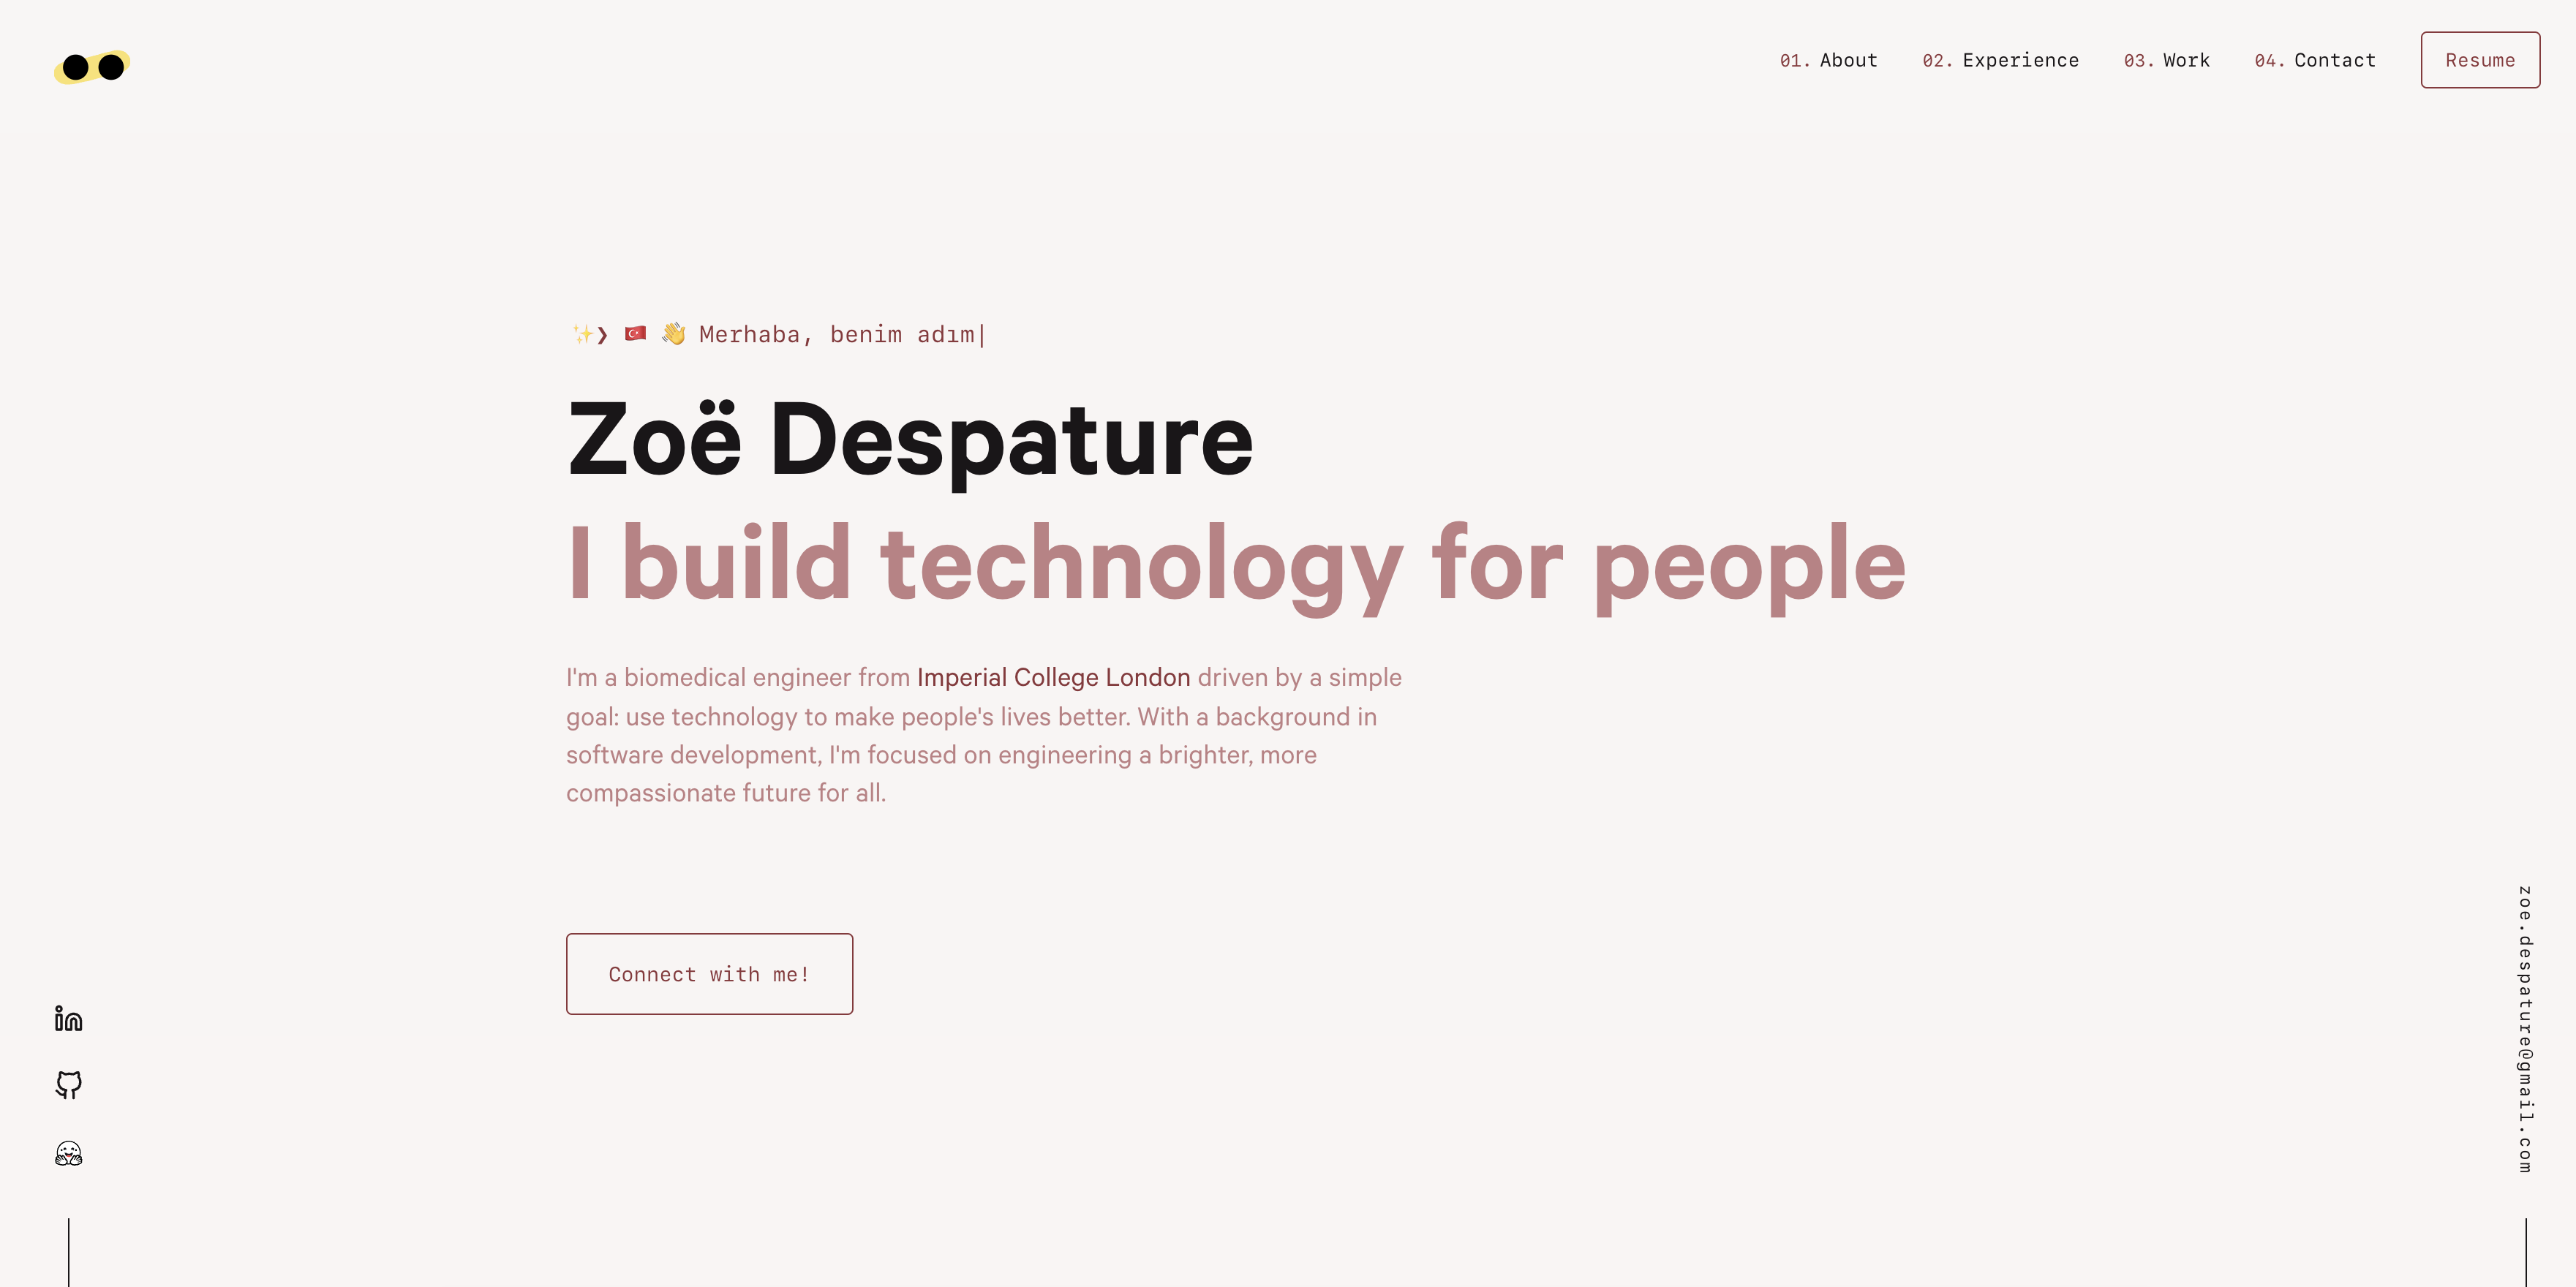 01. About 02. Experience 03. Work 04. Contact Resume
✨❯ 🇹🇷 👋 Merhaba, benim adım|
Zoë Despature
I build technology for people
I'm a biomedical engineer from Imperial College London driven by a simple
goal: use technology to make people's lives better. With a background in
software development, I'm focused on engineering a brighter, more
compassionate future for all.
Connect with me!
zoe.despature@gmail.com